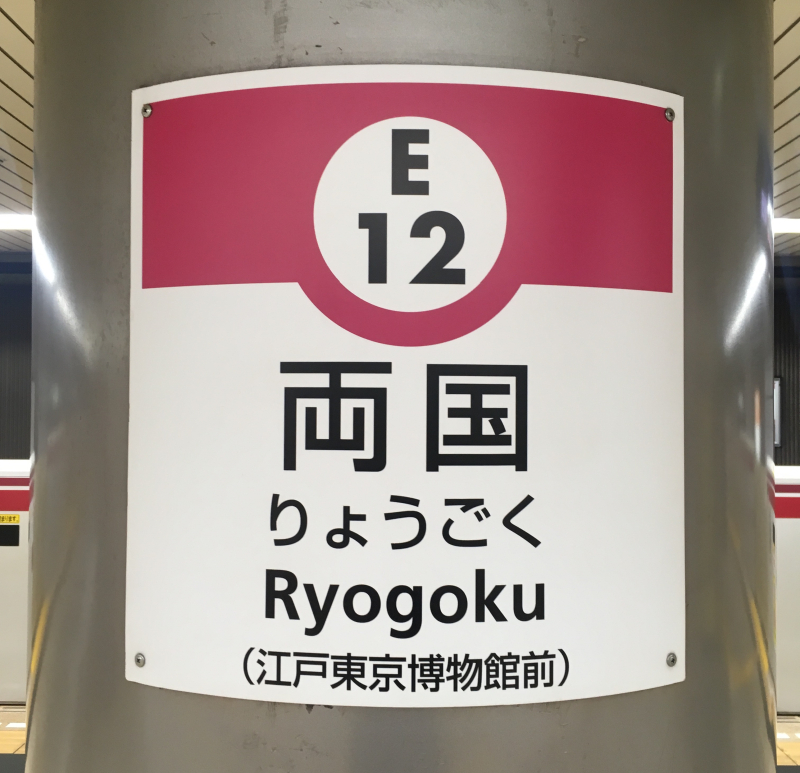 E
12
両国
りょうごく
Ryogoku
(江戸東京博物館前)